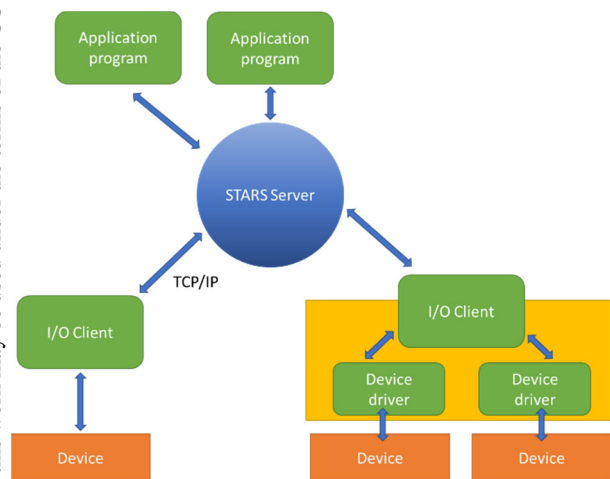 Application
program
Application
program
STARS Server
TCP/IP
I/O Client
I/O Client
Device
driver
Device
driver
Device
Device
Device